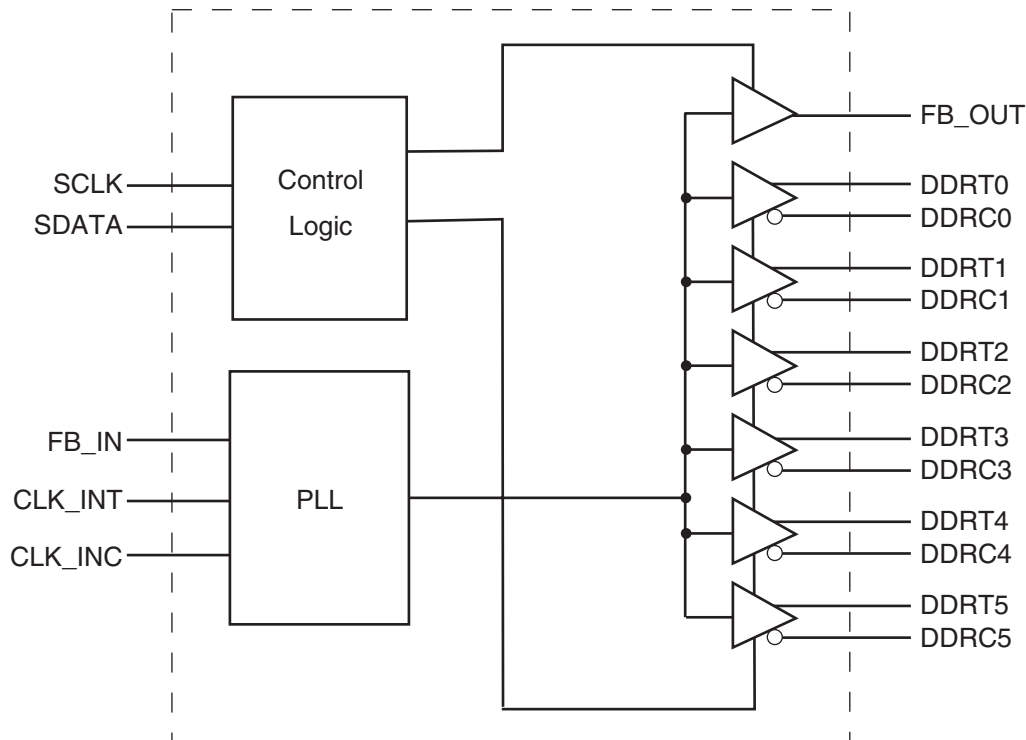 SCLK
SDATA
Control
Logic
FB_IN
CLK_INT
CLK_INC
PLL
FB_OUT
DDRT0
DDRC0
DDRT1
DDRC1
DDRT2
DDRC2
DDRT3
DDRC3
DDRT4
DDRC4
DDRT5
DDRC5